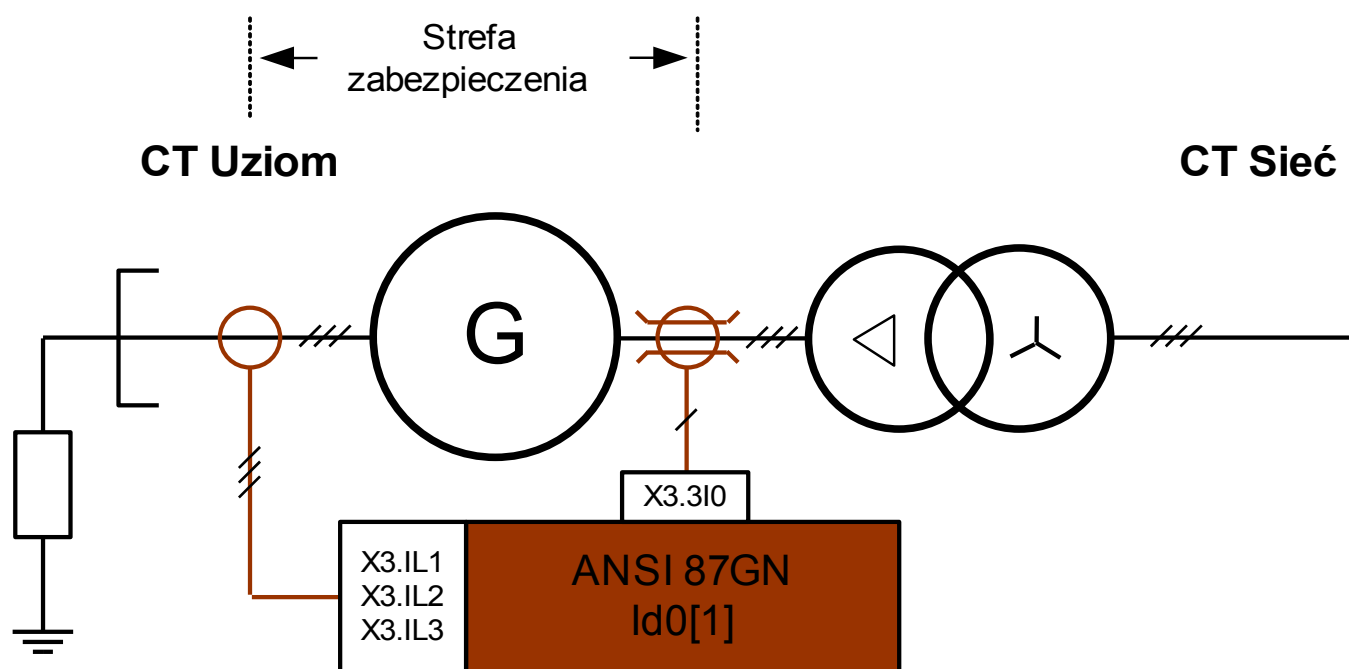 Strefa
zabezpieczenia
CT Uziom
CT Sieć
G
X3.3I0
X3.IL1
X3.IL2
X3.IL3
ANSI 87GN
Id0[1]